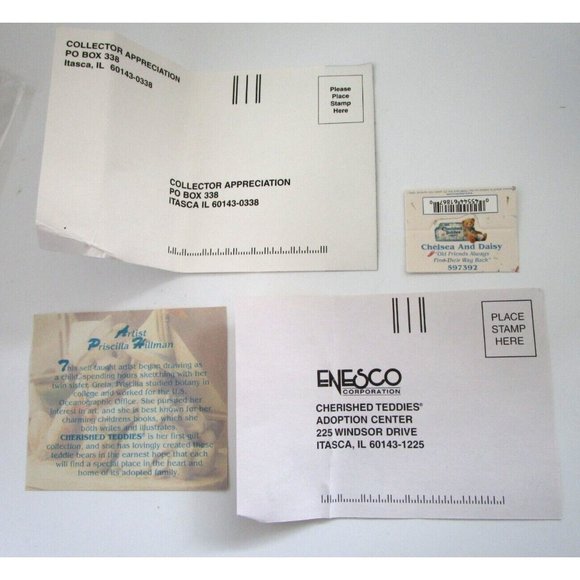 COLLECTOR APPRECIATION
PO BOX 338
Itasca, IL 60143-0338
Please
Place
Stamp
Here
COLLECTOR APPRECIATION
PO BOX 338
ITASCA IL 60143-0338
Cherished
Teddies
Chelsea And Daisy
"Old Friends Always
Find Their Way Back"
597392
Artist
Priscilla Hillman
This self-taught artist began drawing as
a child, spending hours sketching with her
twin sister, Greta. Priscilla studied botany in
college and worked for the U.S.
Oceanographic Office. She pursued her
interest in art, and she is best known for her
charming childrens books, which she
both writes and illustrates.
CHERISHED TEDDIES® is her first gift
collection, and she has lovingly created these
teddy bears in the earnest hope that each
will find a special place in the heart and
home of its adopted family.
PLACE
STAMP
HERE
ENESCO
CORPORATION
CHERISHED TEDDIES®
ADOPTION CENTER
225 WINDSOR DRIVE
ITASCA, IL 60143-1225